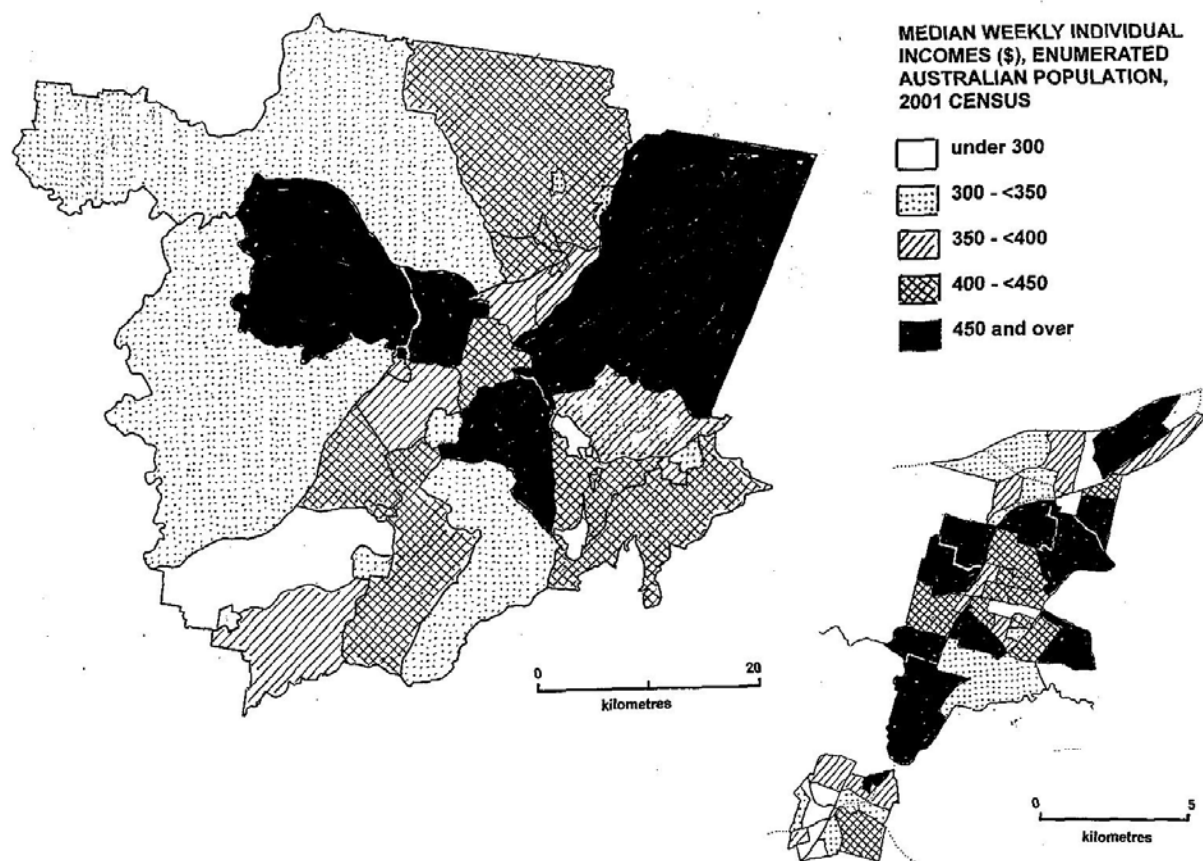 MEDIAN WEEKLY INDIVIDUAL
INCOMES ($), ENUMERATED
AUSTRALIAN POPULATION,
2001 CENSUS
under 300
300 - <350
350 - <400
400 - <450
450 and over
0 20
kilometres
0 5
kilometres